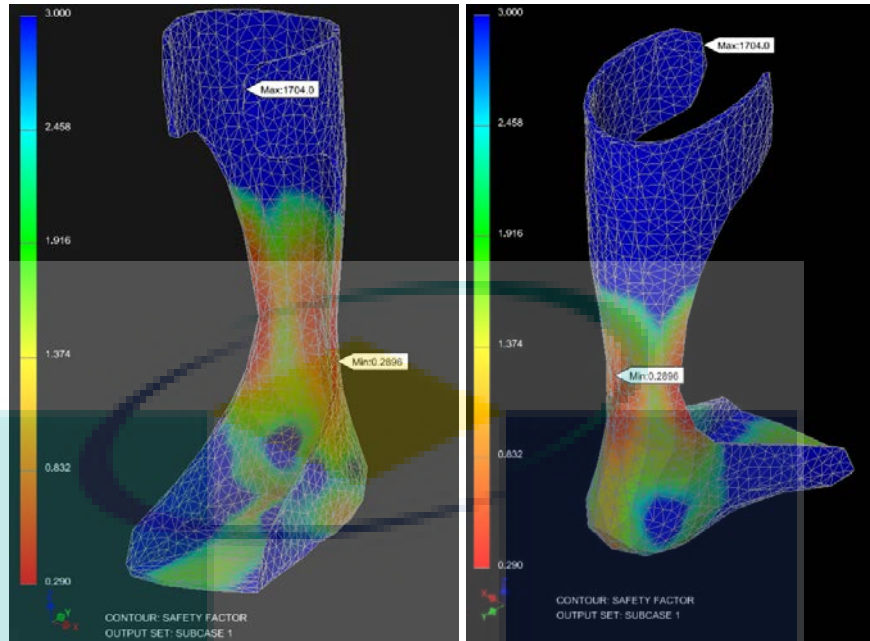 3.000
2.458
1.916
1.374
0.832
0.290
Max:1704.0
Min:0.2896
CONTOUR: SAFETY FACTOR
OUTPUT SET: SUBCASE 1
3.000
2.458
1.916
1.374
0.832
0.290
Max:1704.0
Min:0.2896
CONTOUR: SAFETY FACTOR
OUTPUT SET: SUBCASE 1